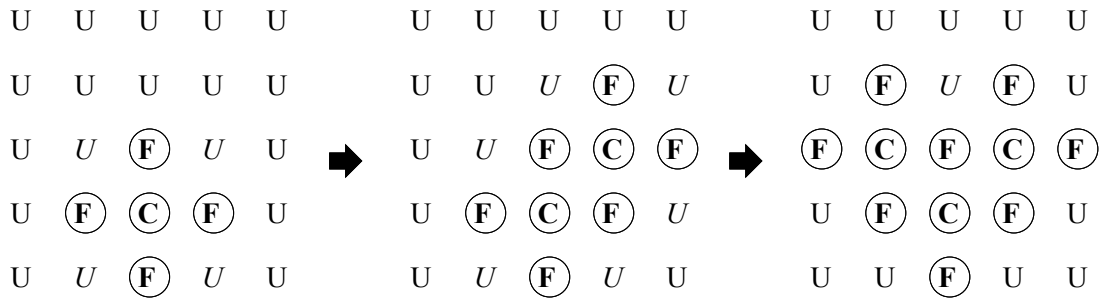 U U U U U U U U U U U U U U U
U U U U U U U U F U U F U F U
U U F U U U U F C F F C F C F
U F C F U U F C F U U F C F U
U U F U U U U F U U U U F U U